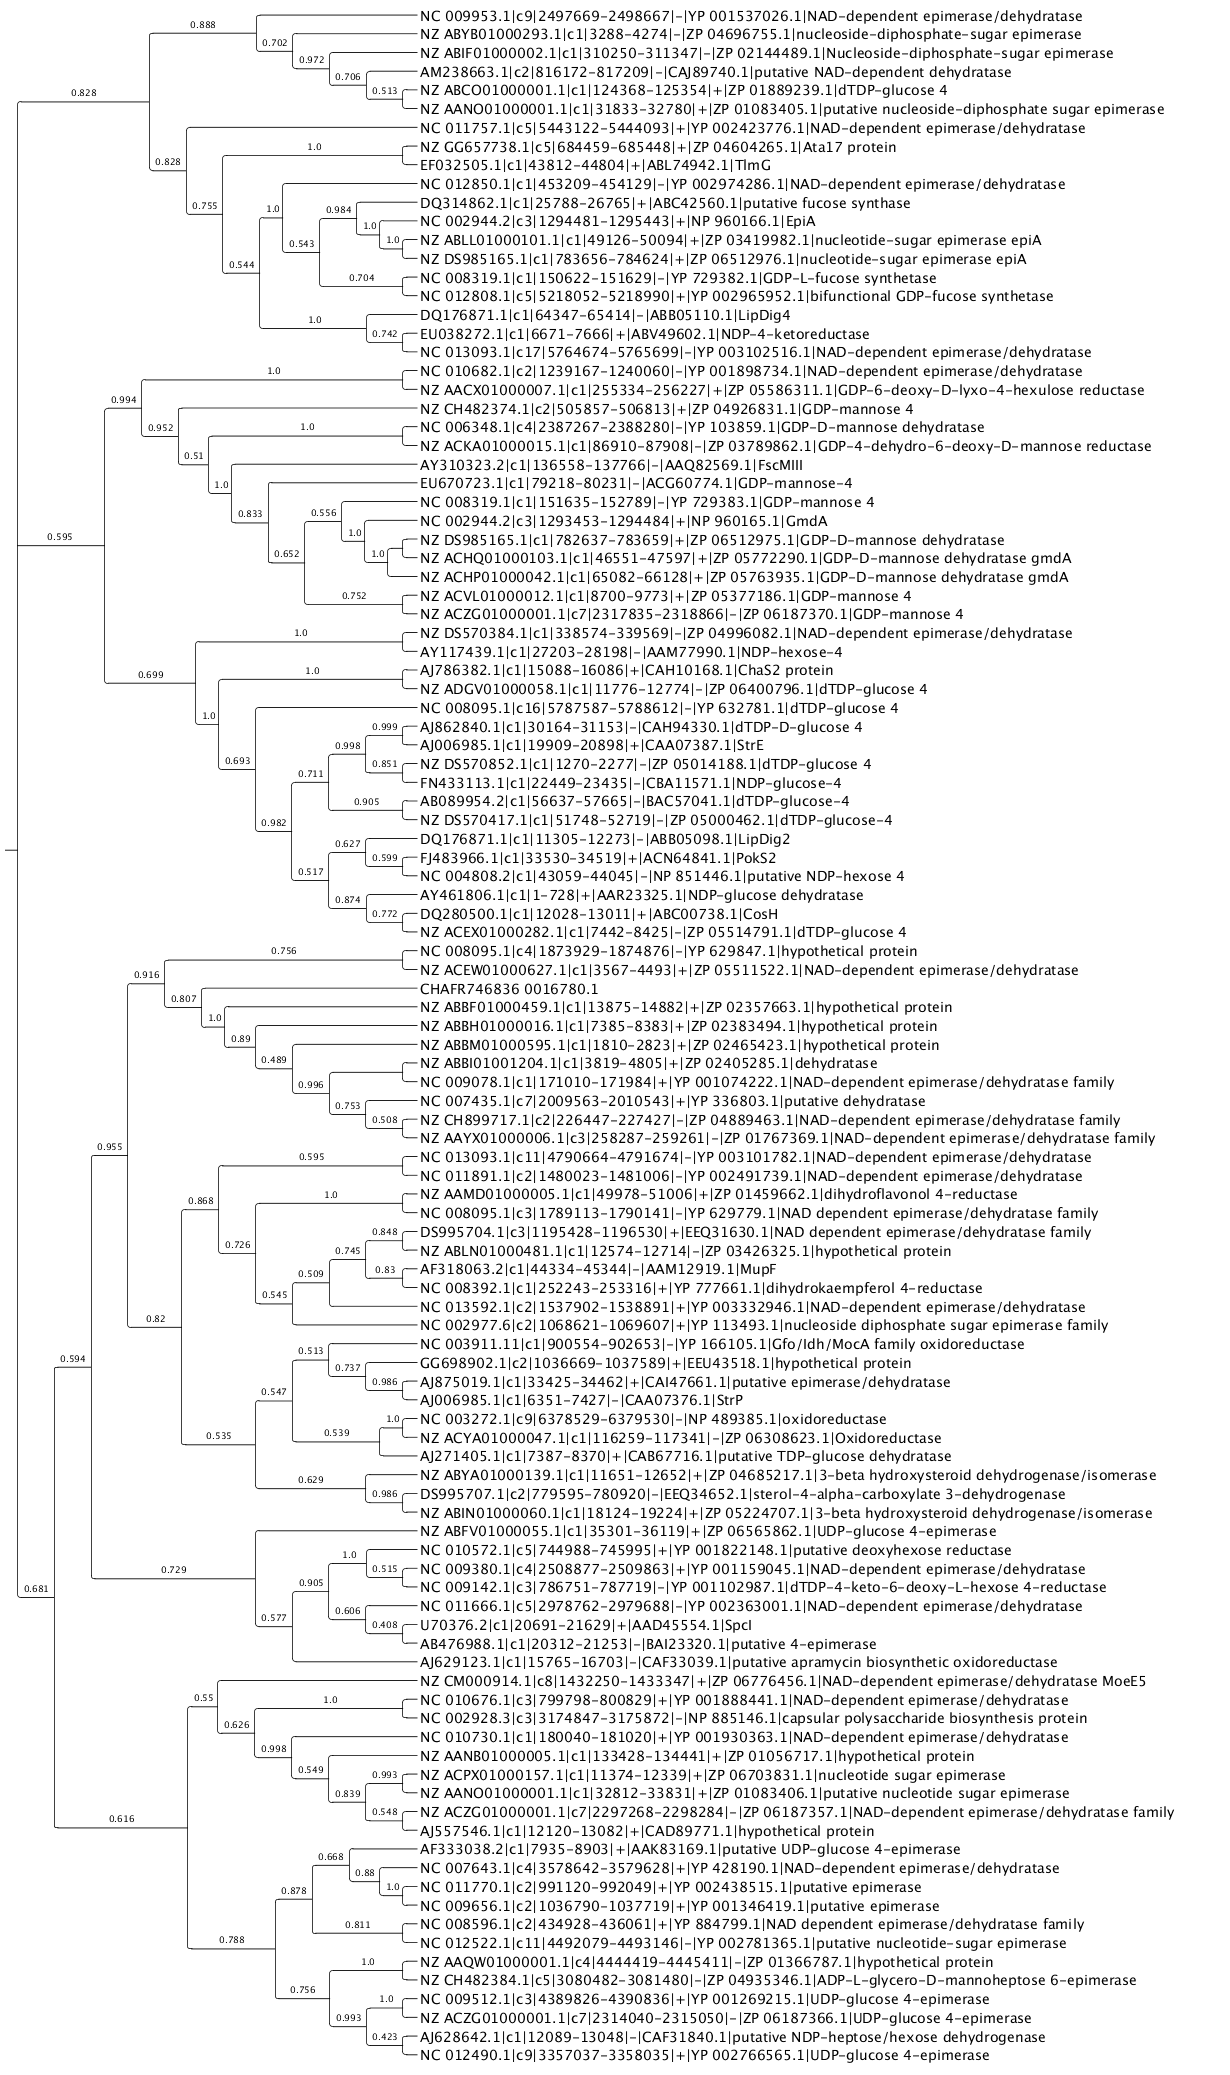 NC 009953.1|c9|2497669-2498667|-|YP 001537026.1|NAD-dependent epimerase/dehydratase
0.888
NZ ABYB01000293.1|c1|3288-4274|-|ZP 04696755.1|nucleoside-diphosphate-sugar epimerase
0.702
NZ ABIF01000002.1|c1|310250-311347|-|ZP 02144489.1|Nucleoside-diphosphate-sugar epimerase
0.972
AM238663.1|c2|816172-817209|-|CAJ89740.1|putative NAD-dependent dehydratase
0.706
NZ ABCO01000001.1|c1|124368-125354|+|ZP 01889239.1|dTDP-glucose 4
0.513
0.828
NZ AANO01000001.1|c1|31833-32780|+|ZP 01083405.1|putative nucleoside-diphosphate sugar epimerase
NC 011757.1|c5|5443122-5444093|+|YP 002423776.1|NAD-dependent epimerase/dehydratase
1.0
NZ GG657738.1|c5|684459-685448|+|ZP 04604265.1|Ata17 protein
0.828
EF032505.1|c1|43812-44804|+|ABL74942.1|TlmG
NC 012850.1|c1|453209-454129|-|YP 002974286.1|NAD-dependent epimerase/dehydratase
0.755
1.0
0.984
DQ314862.1|c1|25788-26765|+|ABC42560.1|putative fucose synthase
1.0
NC 002944.2|c3|1294481-1295443|+|NP 960166.1|EpiA
0.543
1.0
NZ ABLL01000101.1|c1|49126-50094|+|ZP 03419982.1|nucleotide-sugar epimerase epiA
NZ DS985165.1|c1|783656-784624|+|ZP 06512976.1|nucleotide-sugar epimerase epiA
0.544
0.704
NC 008319.1|c1|150622-151629|-|YP 729382.1|GDP-L-fucose synthetase
NC 012808.1|c5|5218052-5218990|+|YP 002965952.1|bifunctional GDP-fucose synthetase
1.0
DQ176871.1|c1|64347-65414|-|ABB05110.1|LipDig4
0.742
EU038272.1|c1|6671-7666|+|ABV49602.1|NDP-4-ketoreductase
NC 013093.1|c17|5764674-5765699|-|YP 003102516.1|NAD-dependent epimerase/dehydratase
1.0
NC 010682.1|c2|1239167-1240060|-|YP 001898734.1|NAD-dependent epimerase/dehydratase
NZ AACX01000007.1|c1|255334-256227|+|ZP 05586311.1|GDP-6-deoxy-D-lyxo-4-hexulose reductase
0.994
NZ CH482374.1|c2|505857-506813|+|ZP 04926831.1|GDP-mannose 4
0.952
1.0
NC 006348.1|c4|2387267-2388280|-|YP 103859.1|GDP-D-mannose dehydratase
NZ ACKA01000015.1|c1|86910-87908|-|ZP 03789862.1|GDP-4-dehydro-6-deoxy-D-mannose reductase
0.51
AY310323.2|c1|136558-137766|-|AAQ82569.1|FscMIII
1.0
EU670723.1|c1|79218-80231|-|ACG60774.1|GDP-mannose-4
NC 008319.1|c1|151635-152789|-|YP 729383.1|GDP-mannose 4
0.833
0.556
NC 002944.2|c3|1293453-1294484|+|NP 960165.1|GmdA
1.0
NZ DS985165.1|c1|782637-783659|+|ZP 06512975.1|GDP-D-mannose dehydratase
0.595
0.652
1.0
NZ ACHQ01000103.1|c1|46551-47597|+|ZP 05772290.1|GDP-D-mannose dehydratase gmdA
NZ ACHP01000042.1|c1|65082-66128|+|ZP 05763935.1|GDP-D-mannose dehydratase gmdA
0.752
NZ ACVL01000012.1|c1|8700-9773|+|ZP 05377186.1|GDP-mannose 4
NZ ACZG01000001.1|c7|2317835-2318866|-|ZP 06187370.1|GDP-mannose 4
1.0
NZ DS570384.1|c1|338574-339569|-|ZP 04996082.1|NAD-dependent epimerase/dehydratase
AY117439.1|c1|27203-28198|-|AAM77990.1|NDP-hexose-4
0.699
1.0
AJ786382.1|c1|15088-16086|+|CAH10168.1|ChaS2 protein
NZ ADGV01000058.1|c1|11776-12774|-|ZP 06400796.1|dTDP-glucose 4
1.0
NC 008095.1|c16|5787587-5788612|-|YP 632781.1|dTDP-glucose 4
0.999
AJ862840.1|c1|30164-31153|-|CAH94330.1|dTDP-D-glucose 4
0.998
AJ006985.1|c1|19909-20898|+|CAA07387.1|StrE
0.693
0.851
NZ DS570852.1|c1|1270-2277|-|ZP 05014188.1|dTDP-glucose 4
0.711
FN433113.1|c1|22449-23435|-|CBA11571.1|NDP-glucose-4
0.905
AB089954.2|c1|56637-57665|-|BAC57041.1|dTDP-glucose-4
NZ DS570417.1|c1|51748-52719|-|ZP 05000462.1|dTDP-glucose-4
0.982
0.627
DQ176871.1|c1|11305-12273|-|ABB05098.1|LipDig2
0.599
FJ483966.1|c1|33530-34519|+|ACN64841.1|PokS2
0.517
NC 004808.2|c1|43059-44045|-|NP 851446.1|putative NDP-hexose 4
0.874
AY461806.1|c1|1-728|+|AAR23325.1|NDP-glucose dehydratase
0.772
DQ280500.1|c1|12028-13011|+|ABC00738.1|CosH
NZ ACEX01000282.1|c1|7442-8425|-|ZP 05514791.1|dTDP-glucose 4
0.756
NC 008095.1|c4|1873929-1874876|-|YP 629847.1|hypothetical protein
0.916
NZ ACEW01000627.1|c1|3567-4493|+|ZP 05511522.1|NAD-dependent epimerase/dehydratase
CHAFR746836 0016780.1
0.807
NZ ABBF01000459.1|c1|13875-14882|+|ZP 02357663.1|hypothetical protein
1.0
NZ ABBH01000016.1|c1|7385-8383|+|ZP 02383494.1|hypothetical protein
0.89
NZ ABBM01000595.1|c1|1810-2823|+|ZP 02465423.1|hypothetical protein
0.489
NZ ABBI01001204.1|c1|3819-4805|+|ZP 02405285.1|dehydratase
0.996
NC 009078.1|c1|171010-171984|+|YP 001074222.1|NAD-dependent epimerase/dehydratase family
0.753
NC 007435.1|c7|2009563-2010543|+|YP 336803.1|putative dehydratase
0.508
NZ CH899717.1|c2|226447-227427|-|ZP 04889463.1|NAD-dependent epimerase/dehydratase family
NZ AAYX01000006.1|c3|258287-259261|-|ZP 01767369.1|NAD-dependent epimerase/dehydratase family
0.955
0.595
NC 013093.1|c11|4790664-4791674|-|YP 003101782.1|NAD-dependent epimerase/dehydratase
NC 011891.1|c2|1480023-1481006|-|YP 002491739.1|NAD-dependent epimerase/dehydratase
0.868
1.0
NZ AAMD01000005.1|c1|49978-51006|+|ZP 01459662.1|dihydroflavonol 4-reductase
NC 008095.1|c3|1789113-1790141|-|YP 629779.1|NAD dependent epimerase/dehydratase family
0.726
0.848
DS995704.1|c3|1195428-1196530|+|EEQ31630.1|NAD dependent epimerase/dehydratase family
0.745
NZ ABLN01000481.1|c1|12574-12714|-|ZP 03426325.1|hypothetical protein
0.83
AF318063.2|c1|44334-45344|-|AAM12919.1|MupF
0.509
NC 008392.1|c1|252243-253316|+|YP 777661.1|dihydrokaempferol 4-reductase
0.545
NC 013592.1|c2|1537902-1538891|+|YP 003332946.1|NAD-dependent epimerase/dehydratase
0.82
NC 002977.6|c2|1068621-1069607|+|YP 113493.1|nucleoside diphosphate sugar epimerase family
NC 003911.11|c1|900554-902653|-|YP 166105.1|Gfo/Idh/MocA family oxidoreductase
0.594
0.513
GG698902.1|c2|1036669-1037589|+|EEU43518.1|hypothetical protein
0.737
AJ875019.1|c1|33425-34462|+|CAI47661.1|putative epimerase/dehydratase
0.547
0.986
AJ006985.1|c1|6351-7427|-|CAA07376.1|StrP
1.0
NC 003272.1|c9|6378529-6379530|-|NP 489385.1|oxidoreductase
0.535
0.539
NZ ACYA01000047.1|c1|116259-117341|-|ZP 06308623.1|Oxidoreductase
AJ271405.1|c1|7387-8370|+|CAB67716.1|putative TDP-glucose dehydratase
0.629
NZ ABYA01000139.1|c1|11651-12652|+|ZP 04685217.1|3-beta hydroxysteroid dehydrogenase/isomerase
0.986
DS995707.1|c2|779595-780920|-|EEQ34652.1|sterol-4-alpha-carboxylate 3-dehydrogenase
NZ ABIN01000060.1|c1|18124-19224|+|ZP 05224707.1|3-beta hydroxysteroid dehydrogenase/isomerase
NZ ABFV01000055.1|c1|35301-36119|+|ZP 06565862.1|UDP-glucose 4-epimerase
1.0
NC 010572.1|c5|744988-745995|+|YP 001822148.1|putative deoxyhexose reductase
0.729
0.515
NC 009380.1|c4|2508877-2509863|+|YP 001159045.1|NAD-dependent epimerase/dehydratase
0.905
NC 009142.1|c3|786751-787719|-|YP 001102987.1|dTDP-4-keto-6-deoxy-L-hexose 4-reductase
0.681
0.606
NC 011666.1|c5|2978762-2979688|-|YP 002363001.1|NAD-dependent epimerase/dehydratase
0.577
0.408
U70376.2|c1|20691-21629|+|AAD45554.1|SpcI
AB476988.1|c1|20312-21253|-|BAI23320.1|putative 4-epimerase
AJ629123.1|c1|15765-16703|-|CAF33039.1|putative apramycin biosynthetic oxidoreductase
NZ CM000914.1|c8|1432250-1433347|+|ZP 06776456.1|NAD-dependent epimerase/dehydratase MoeE5
0.55
1.0
NC 010676.1|c3|799798-800829|+|YP 001888441.1|NAD-dependent epimerase/dehydratase
0.626
NC 002928.3|c3|3174847-3175872|-|NP 885146.1|capsular polysaccharide biosynthesis protein
NC 010730.1|c1|180040-181020|+|YP 001930363.1|NAD-dependent epimerase/dehydratase
0.998
NZ AANB01000005.1|c1|133428-134441|+|ZP 01056717.1|hypothetical protein
0.549
0.993
NZ ACPX01000157.1|c1|11374-12339|+|ZP 06703831.1|nucleotide sugar epimerase
0.839
NZ AANO01000001.1|c1|32812-33831|+|ZP 01083406.1|putative nucleotide sugar epimerase
0.616
0.548
NZ ACZG01000001.1|c7|2297268-2298284|-|ZP 06187357.1|NAD-dependent epimerase/dehydratase family
AJ557546.1|c1|12120-13082|+|CAD89771.1|hypothetical protein
0.668
AF333038.2|c1|7935-8903|+|AAK83169.1|putative UDP-glucose 4-epimerase
0.88
NC 007643.1|c4|3578642-3579628|+|YP 428190.1|NAD-dependent epimerase/dehydratase
0.878
1.0
NC 011770.1|c2|991120-992049|+|YP 002438515.1|putative epimerase
NC 009656.1|c2|1036790-1037719|+|YP 001346419.1|putative epimerase
0.811
NC 008596.1|c2|434928-436061|+|YP 884799.1|NAD dependent epimerase/dehydratase family
0.788
NC 012522.1|c11|4492079-4493146|-|YP 002781365.1|putative nucleotide-sugar epimerase
1.0
NZ AAQW01000001.1|c4|4444419-4445411|-|ZP 01366787.1|hypothetical protein
0.756
NZ CH482384.1|c5|3080482-3081480|-|ZP 04935346.1|ADP-L-glycero-D-mannoheptose 6-epimerase
1.0
NC 009512.1|c3|4389826-4390836|+|YP 001269215.1|UDP-glucose 4-epimerase
0.993
NZ ACZG01000001.1|c7|2314040-2315050|-|ZP 06187366.1|UDP-glucose 4-epimerase
0.423
AJ628642.1|c1|12089-13048|-|CAF31840.1|putative NDP-heptose/hexose dehydrogenase
NC 012490.1|c9|3357037-3358035|+|YP 002766565.1|UDP-glucose 4-epimerase